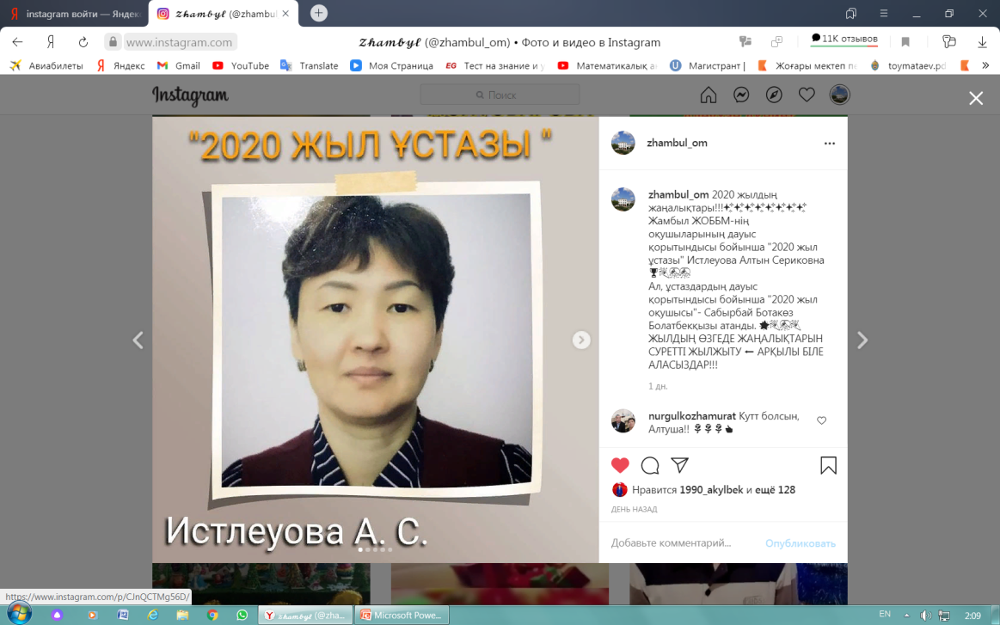 instagram войти — Яндекс
𝓩𝓱𝓪𝓶𝓫𝔂𝓵 (@zhambul
www.instagram.com
𝓩𝓱𝓪𝓶𝓫𝔂𝓵 (@zhambul_om) • Фото и видео в Instagram
11К отзывов
Авиабилеты
Яндекс
Gmail
YouTube
Translate
Моя Страница
EG Тест на знание и у
Математикалық а
Магистрант |
Жоғары мектеп пе
toymataev.pd
Instagram
Поиск
"2020 ЖЫЛ ҰСТАЗЫ "
Истлеуова А. С.
zhambul_om
zhambul_om 2020 жылдың
жаңалықтары!!!
Жамбыл ЖОББМ-нің
оқушыларының дауыс
қорытындысы бойынша "2020 жыл
ұстазы" Истлеуова Алтын Сериковна
Ал, ұстаздардың дауыс
қорытындысы бойынша "2020 жыл
оқушысы"- Сабырбай Ботакөз
Болатбекқызы атанды.
ЖЫЛДЫҢ ӨЗГЕДЕ ЖАҢАЛЫҚТАРЫН
СУРЕТТІ ЖЫЛЖЫТУ ← АРҚЫЛЫ БІЛЕ
АЛАСЫЗДАР!!!
1 дн.
nurgulkozhamurat Кутт болсын,
Алтуша!!
Нравится 1990_akylbek и ещё 128
ДЕНЬ НАЗАД
Добавьте комментарий...
Опубликовать
https://www.instagram.com/p/CJnQCTMg56D/
𝔃𝓱𝓪𝓶𝓫𝔂𝓵 (@zha...
Microsoft Powe...
EN
2:09